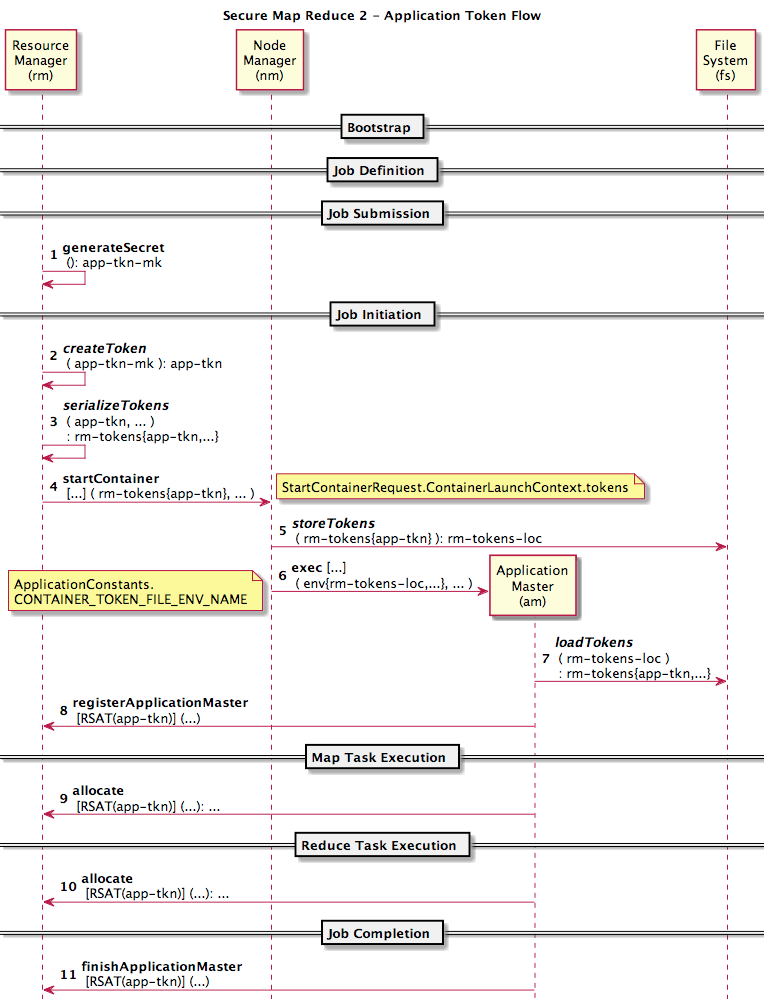 Secure Map Reduce 2 - Application Token Flow
Resource
Manager
(rm)
Node
Manager
(nm)
File
System
(fs)
Bootstrap
Job Definition
Job Submission
1 generateSecret
(): app-tkn-mk
Job Initiation
2 createToken
( app-tkn-mk ): app-tkn
serializeTokens
3 ( app-tkn, ... )
: rm-tokens{app-tkn,...}
4 startContainer
[...] ( rm-tokens{app-tkn}, ... )
StartContainerRequest.ContainerLaunchContext.tokens
5 storeTokens
( rm-tokens{app-tkn} ): rm-tokens-loc
ApplicationConstants.
CONTAINER_TOKEN_FILE_ENV_NAME
6 exec [...]
( env{rm-tokens-loc,...}, ... )
Application
Master
(am)
loadTokens
7 ( rm-tokens-loc )
: rm-tokens{app-tkn,...}
8 registerApplicationMaster
[RSAT(app-tkn)] (...)
Map Task Execution
9 allocate
[RSAT(app-tkn)] (...): ...
Reduce Task Execution
10 allocate
[RSAT(app-tkn)] (...): ...
Job Completion
11 finishApplicationMaster
[RSAT(app-tkn)] (...)